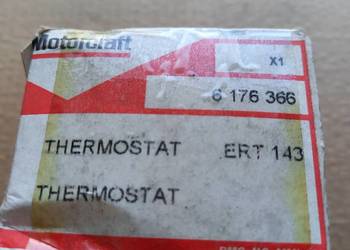 Motorcraft
X1
6 176 366
THERMOSTAT ERT 143
THERMOSTAT